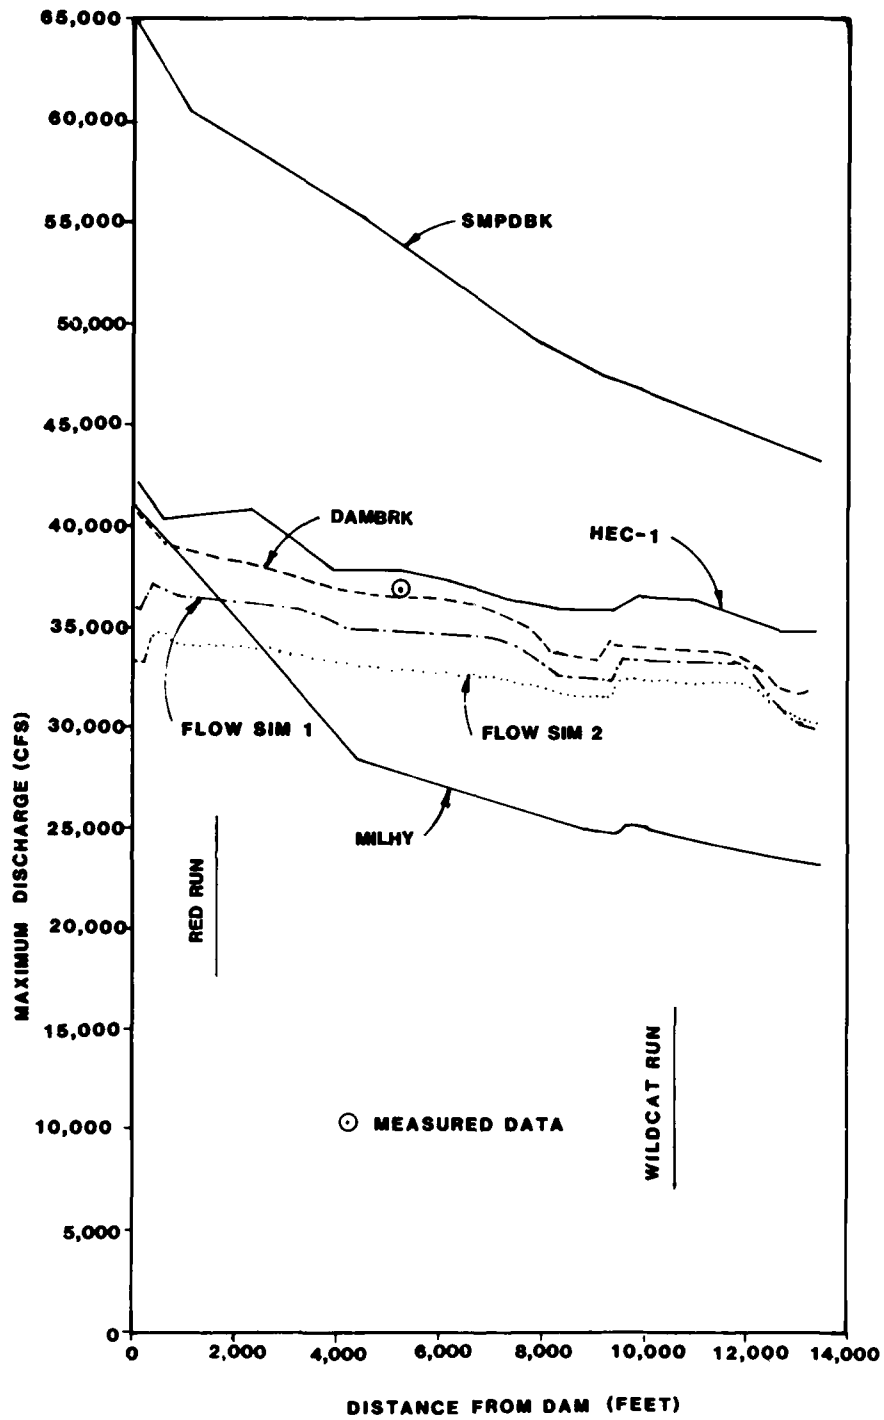 65,000
60,000
55,000
50,000
45,000
40,000
35,000
30,000
25,000
20,000
15,000
10,000
5,000
0
MAXIMUM DISCHARGE (CFS)
SMPDBK
DAMBRK
HEC-1
FLOW SIM 1
FLOW SIM 2
MILHY
RED RUN
WILDCAT RUN
MEASURED DATA
0 2,000 4,000 6,000 8,000 10,000 12,000 14,000
DISTANCE FROM DAM (FEET)